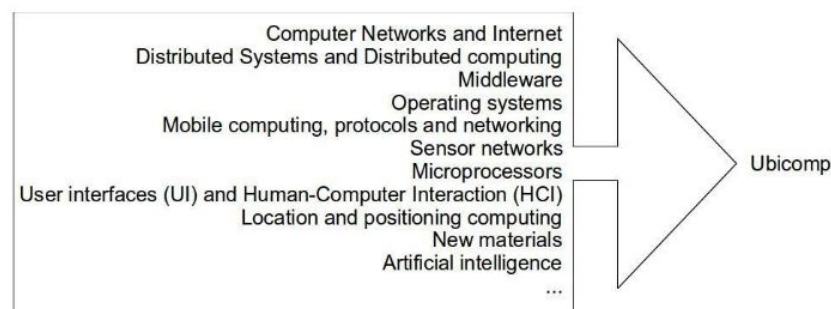 Computer Networks and Internet
Distributed Systems and Distributed computing
Middleware
Operating systems
Mobile computing, protocols and networking
Sensor networks
Microprocessors
User interfaces (UI) and Human-Computer Interaction (HCI)
Location and positioning computing
New materials
Artificial intelligence
...
Ubicomp